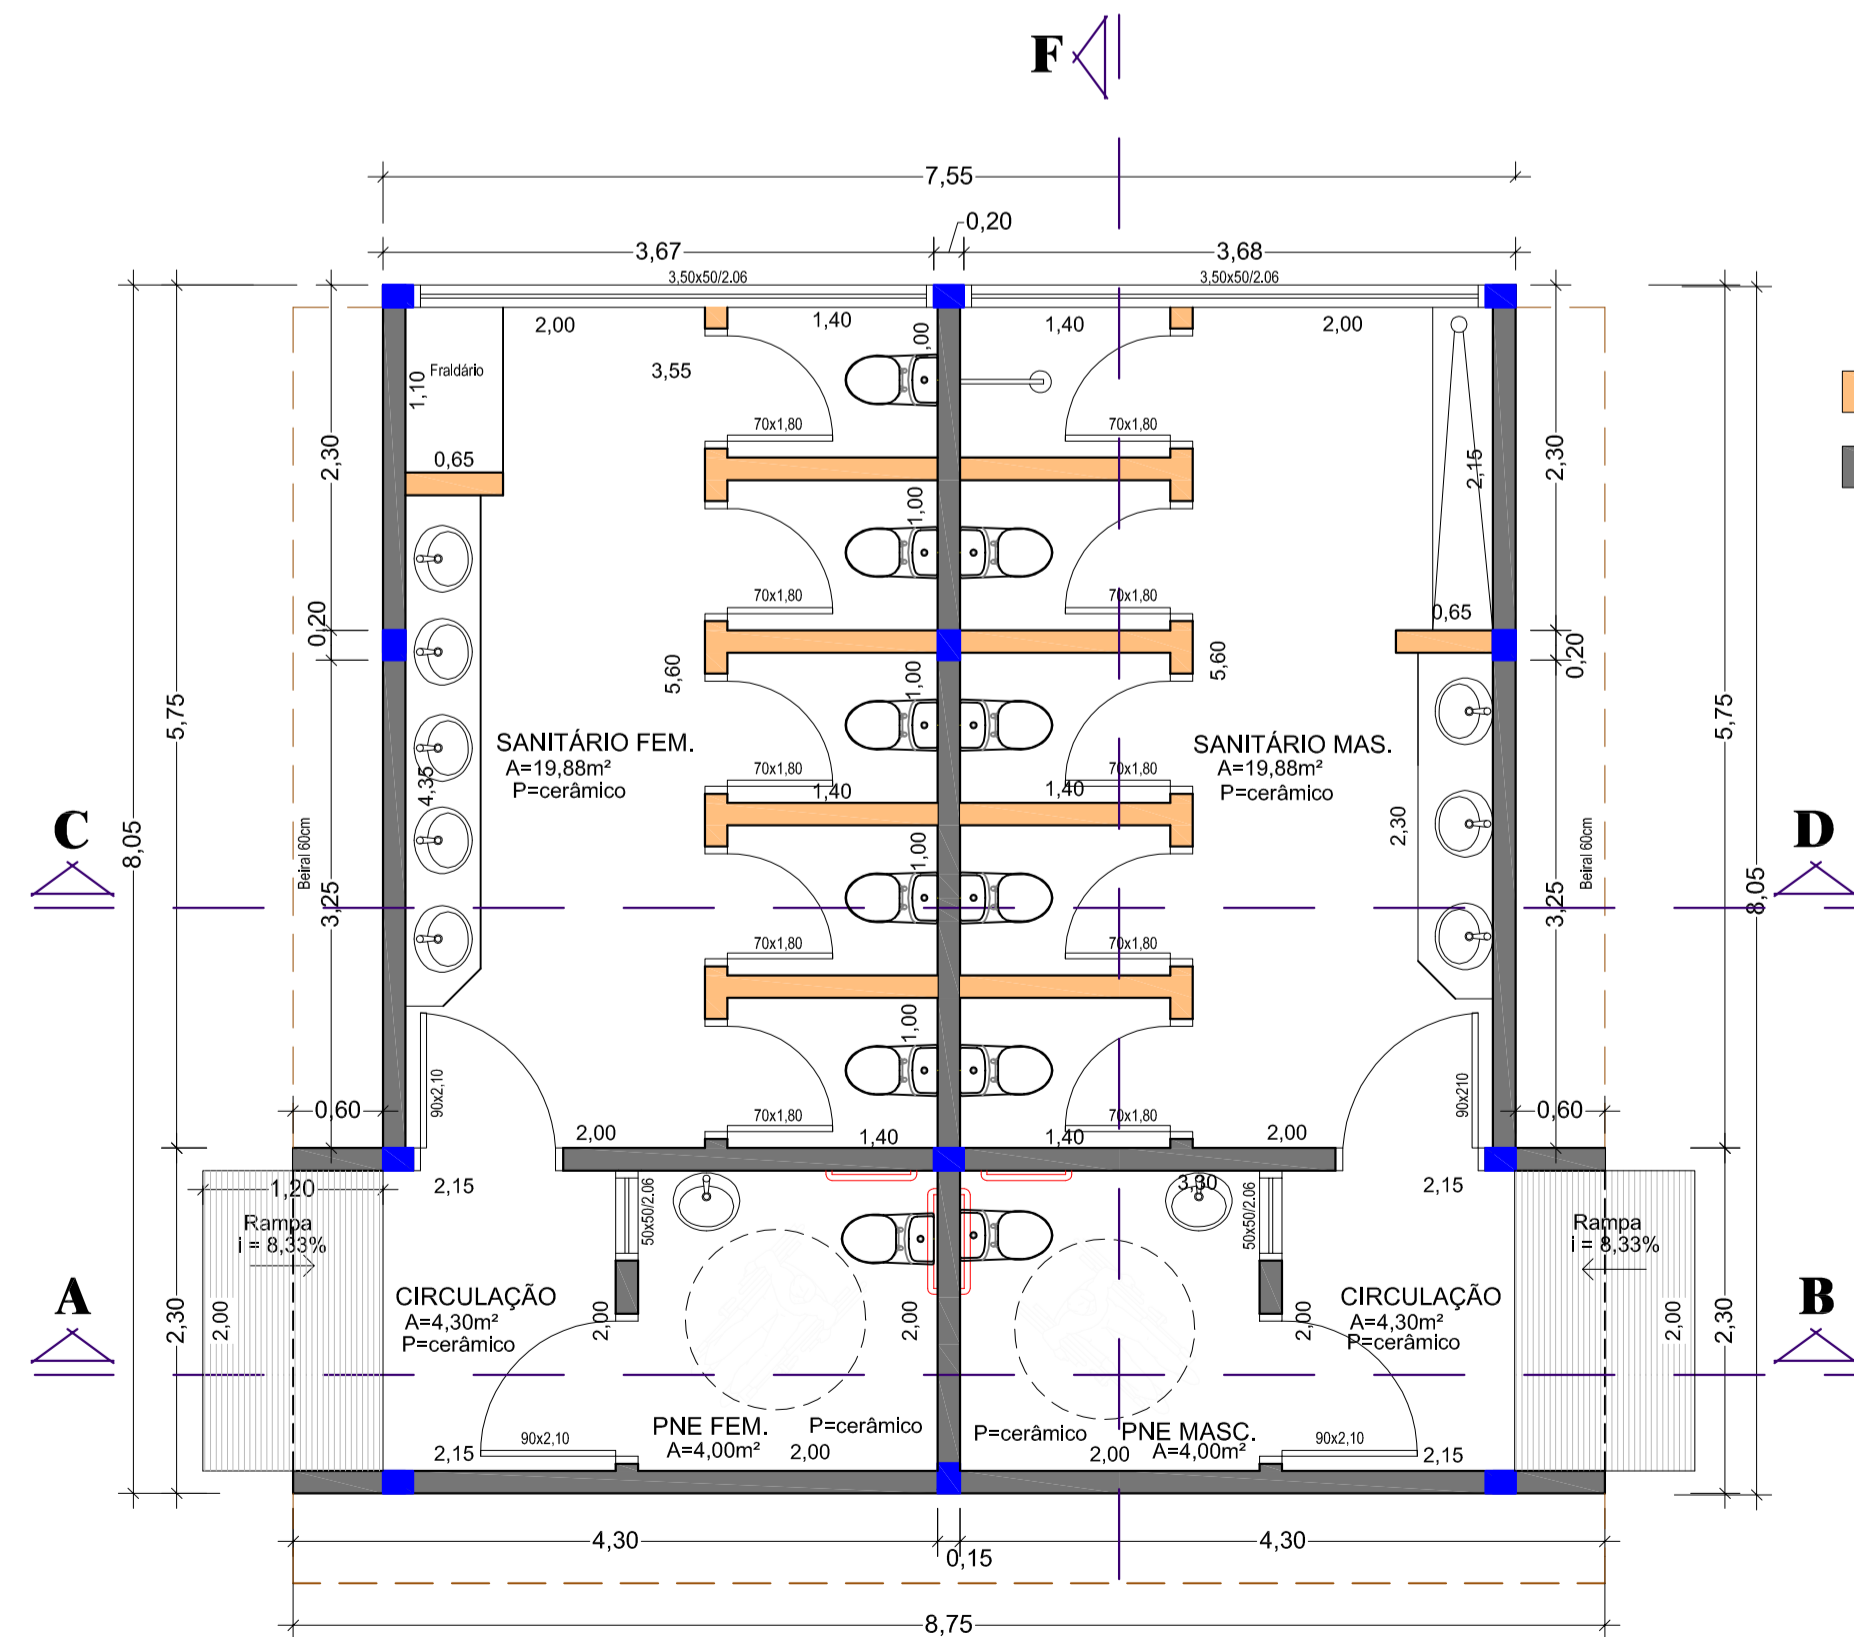 F
7,55
0,20
3,67
3,68
3,50x50/2.06
3,50x50/2.06
2,00
1,40
1,40
2,00
,00
Fraldário
1,10
3,55
70x1,80
70x1,80
0,65
2,30
2,15
2,30
1,00
70x1,80
70x1,80
0,65
0,20
0,20
5,60
1,00
5,60
5,75
5,75
SANITÁRIO FEM.
A=19,88m²
P=cerâmico
SANITÁRIO MAS.
A=19,88m²
P=cerâmico
70x1,80
70x1,80
4,35
1,40
1,40
C
8,05
Beiral 60cm
3,25
1,00
2,30
Beiral 60cm
3,25
8,05
D
70x1,80
70x1,80
1,00
90x2,10
90x210
0,60
0,60
70x1,80
70x1,80
2,00
1,40
1,40
2,00
1,20
2,15
50x50/2.06
3,30
50x50/2.06
2,15
Rampa
i = 8,33%
Rampa
i = 8,33%
A
2,30
2,00
CIRCULAÇÃO
A=4,30m²
P=cerâmico
2,00
2,00
2,00
CIRCULAÇÃO
A=4,30m²
P=cerâmico
2,00
2,30
B
PNE FEM.
A=4,00m²
P=cerâmico
P=cerâmico
PNE MASC.
A=4,00m²
2,15
90x2,10
2,00
2,00
90x2,10
2,15
4,30
0,15
4,30
8,75